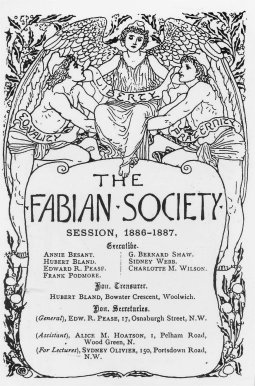 LIBERTY
EQUALITY FRATERNITY
THE
·FABIAN·SOCIETY·
SESSION, 1886-1887.
Executive.
ANNIE BESANT. G. BERNARD SHAW.
HUBERT BLAND. SIDNEY WEBB.
EDWARD R. PEASE. CHARLOTTE M. WILSON.
FRANK PODMORE.
Hon. Treasurer.
HUBERT BLAND, Bowater Crescent, Woolwich.
Hon. Secretaries.
(General), EDW. R. PEASE, 17, Osnaburgh Street, N.W.
(Assistant), ALICE M. HOATSON, 1, Pelham Road,
Wood Green, N.
(For Lectures), SYDNEY OLIVIER, 150, Portsdown Road,
N.W.